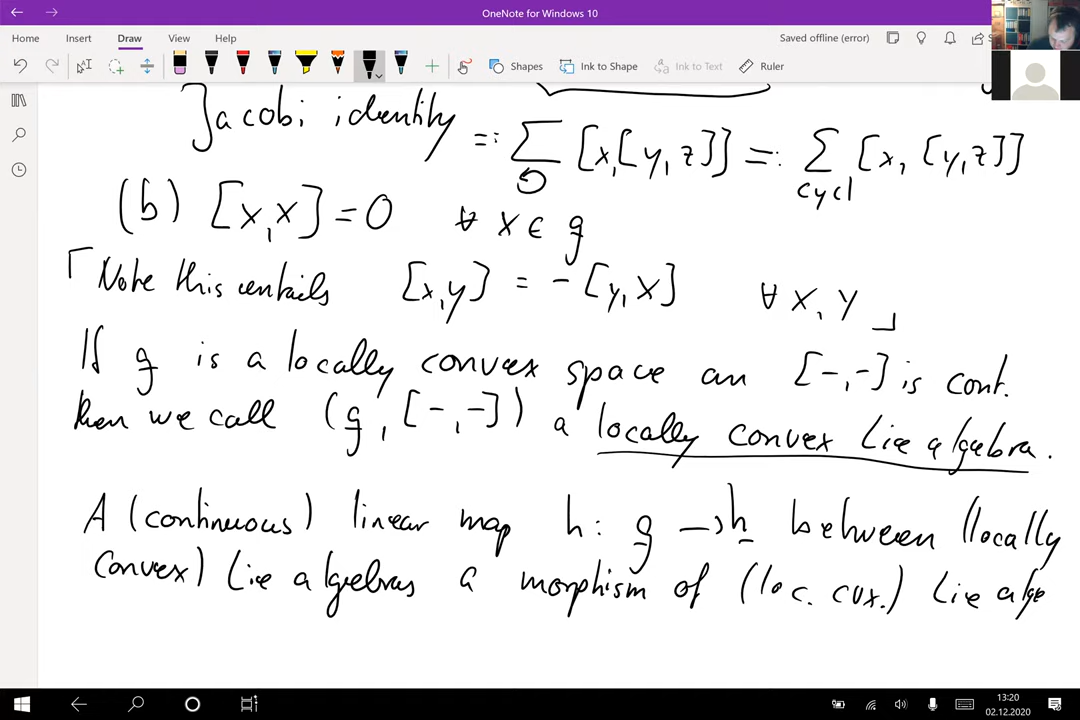 OneNote for Windows 10
Home Insert Draw View Help Saved offline (error)
Shapes Ink to Shape Ink to Text Ruler
Jacobi identity =: ∑ [x,[y,z]] =: ∑ [x, [y,z]]
cycl
(b) [x,x] = 0 ∀ x ∈ g
⌈ Note this entails [x,y] = -[y,x] ∀ x, y ⌋
If g is a locally convex space an [-,-] is cont.
then we call (g, [-,-]) a locally convex Lie algebra.
A (continuous) linear map h: g → h between (locally
convex) Lie algebras a morphism of (loc. cvx.) Lie alge
13:20
02.12.2020